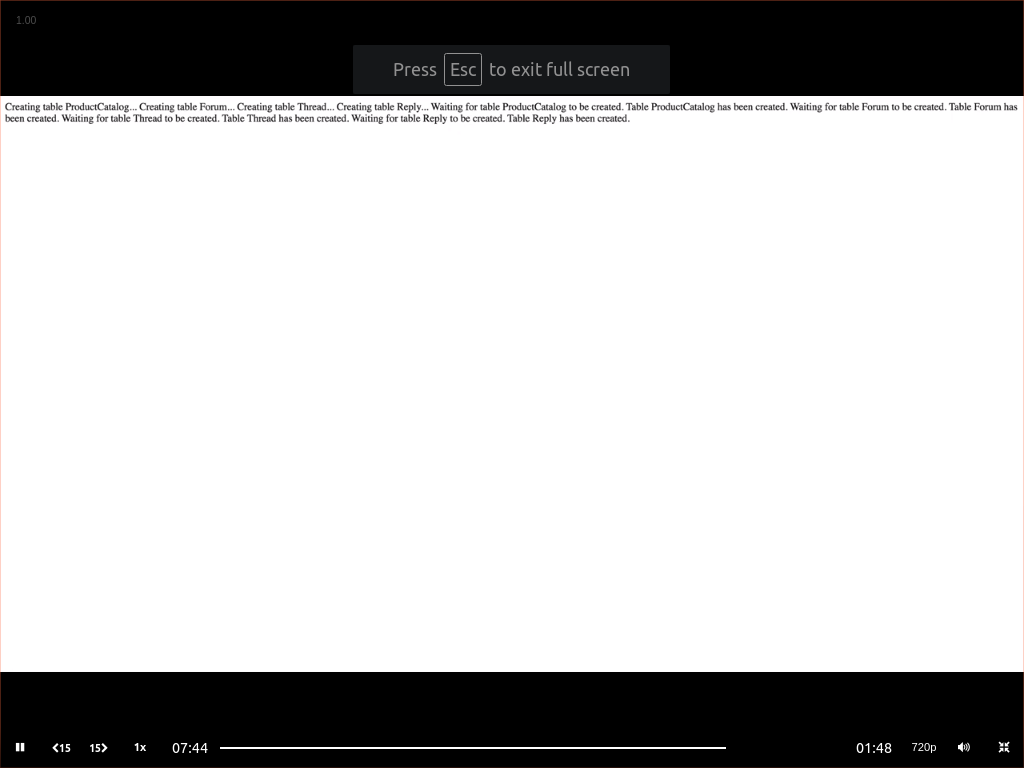 1.00
Press Esc to exit full screen
Creating table ProductCatalog... Creating table Forum... Creating table Thread... Creating table Reply... Waiting for table ProductCatalog to be created. Table ProductCatalog has been created. Waiting for table Forum to be created. Table Forum has
been created. Waiting for table Thread to be created. Table Thread has been created. Waiting for table Reply to be created. Table Reply has been created.
15 15 1x 07:44 01:48 720p